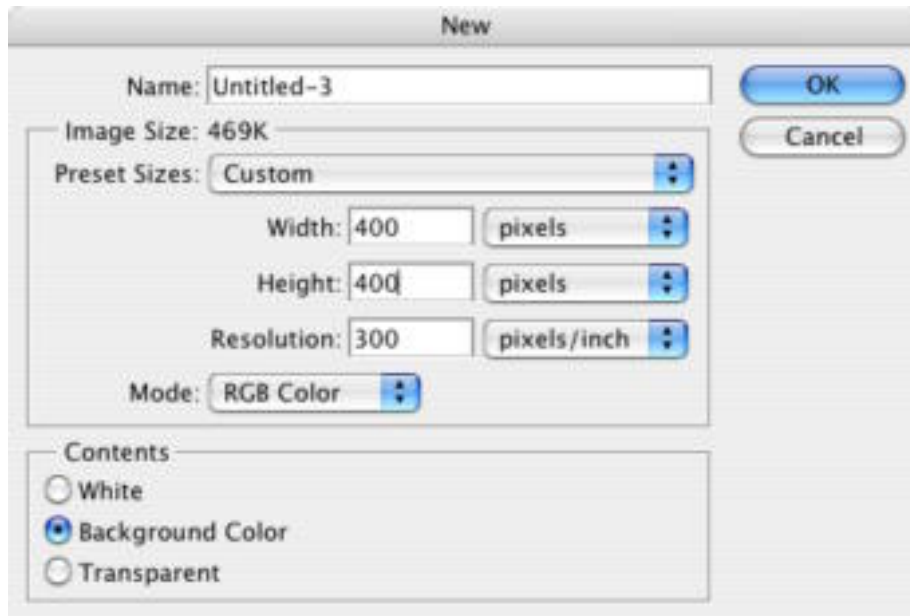 New
Name: Untitled-3
OK
Image Size: 469K
Cancel
Preset Sizes: Custom
Width: 400 pixels
Height: 400 pixels
Resolution: 300 pixels/inch
Mode: RGB Color
Contents
White
Background Color
Transparent